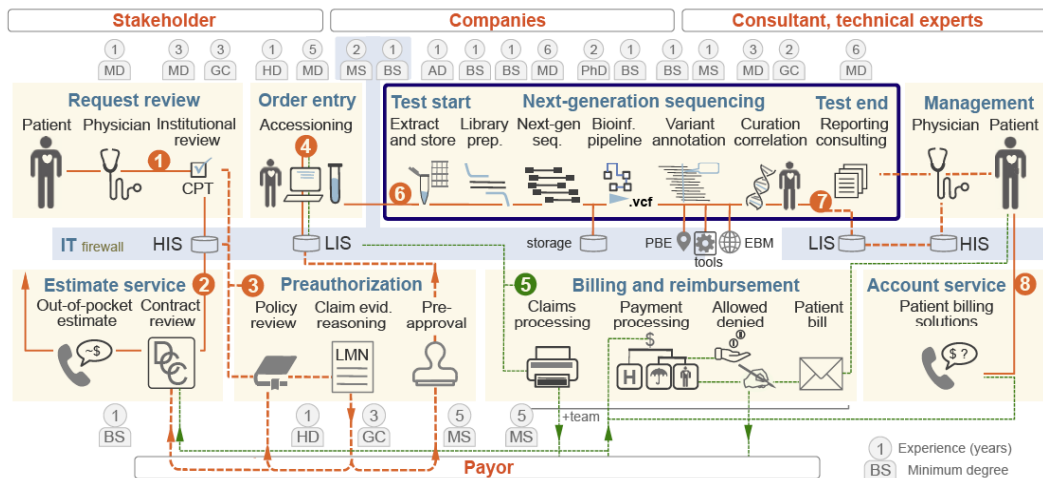 Stakeholder
Companies
Consultant, technical experts
1 3 3 1 5 2 1 1 1 1 6 2 1 1 1 3 2 6
MD MD GC HD MD MS BS AD BS BS MD PhD BS BS MS MD GC MD
Request review
Patient Physician Institutional
review
1
CPT
Order entry
Accessioning
4
Test start
Next-generation sequencing
Test end
Extract
and store
Library
prep.
Next-gen
seq.
Bioinf.
pipeline
Variant
annotation
Curation
correlation
Reporting
consulting
6
.vcf
7
Management
Physician Patient
IT firewall
HIS
LIS
storage
PBE
tools
EBM
LIS
HIS
Estimate service
2
Out-of-pocket
estimate
Contract
review
~$
DCC
3
Preauthorization
Policy
review
Claim evid.
reasoning
Pre-
approval
LMN
5
Billing and reimbursement
Claims
processing
Payment
processing
Allowed
denied
Patient
bill
$
H
8
Account service
Patient billing
solutions
$ ?
1
BS
1
HD
3
GC
5
MS
5
MS
+team
Payor
1 Experience (years)
BS Minimum degree